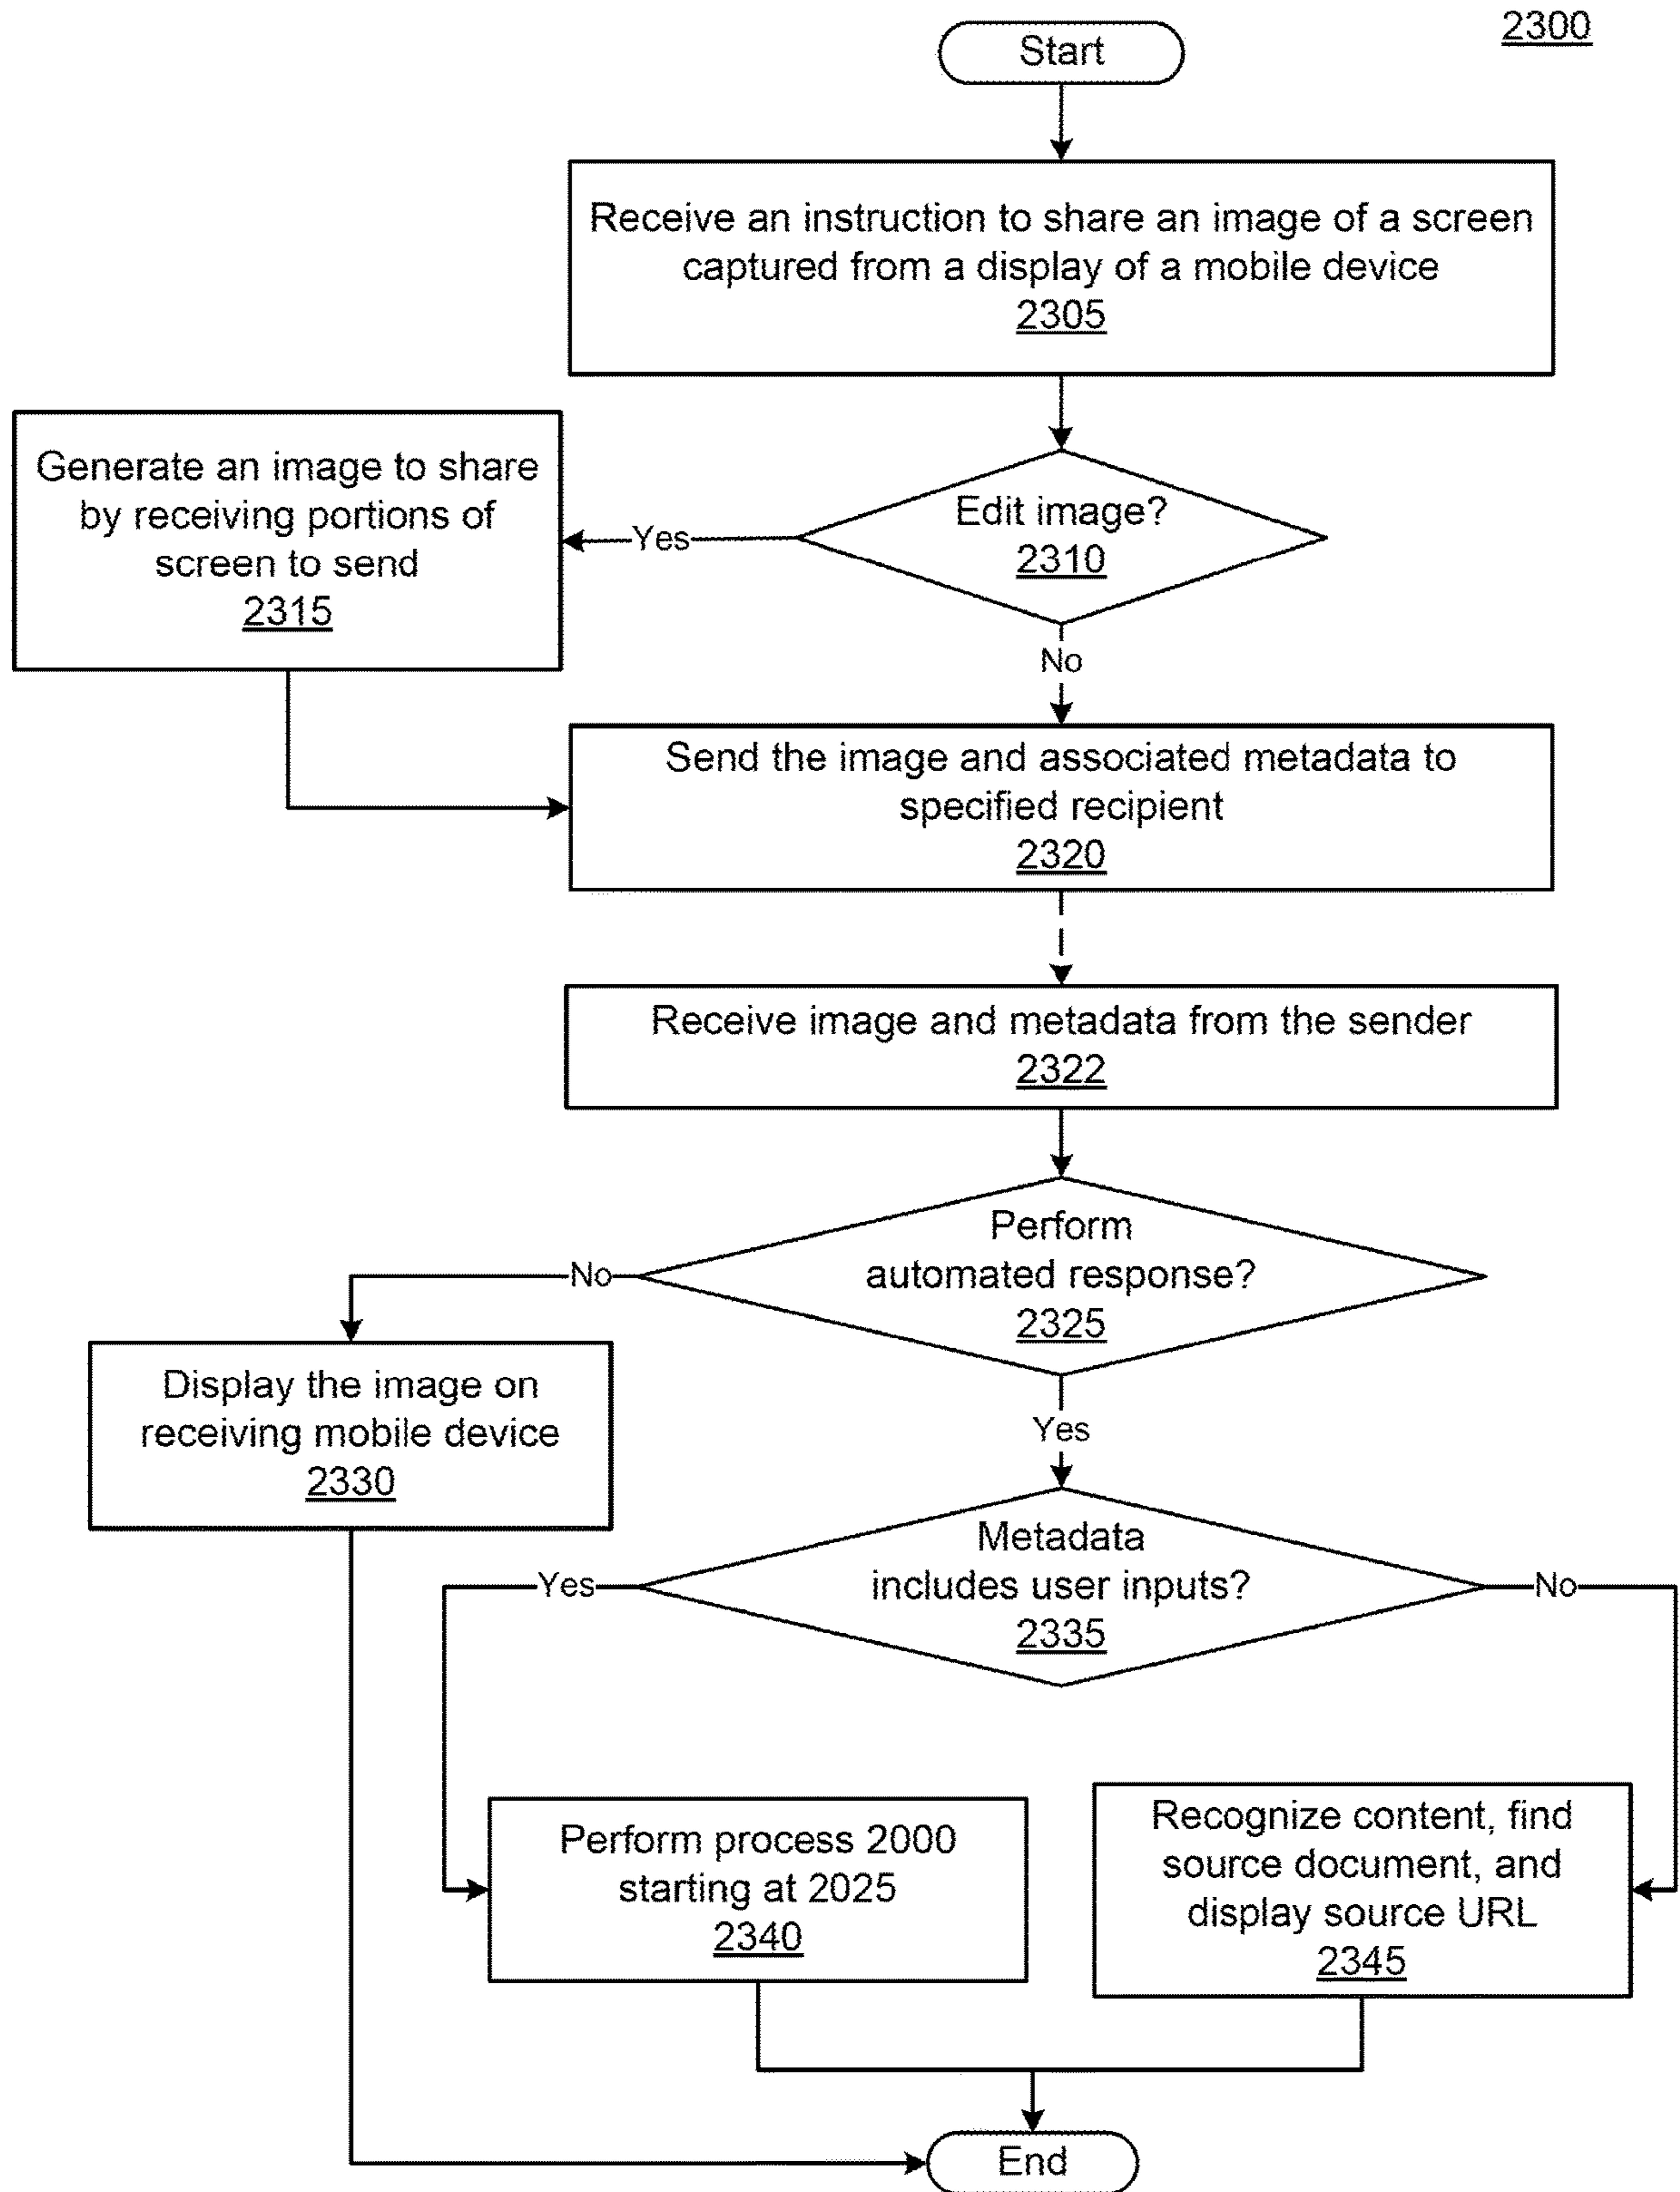 2300
Start
Receive an instruction to share an image of a screen
captured from a display of a mobile device
2305
Edit image?
2310
Yes
Generate an image to share
by receiving portions of
screen to send
2315
No
Send the image and associated metadata to
specified recipient
2320
Receive image and metadata from the sender
2322
Perform
automated response?
2325
No
Display the image on
receiving mobile device
2330
Yes
Metadata
includes user inputs?
2335
Yes
No
Perform process 2000
starting at 2025
2340
Recognize content, find
source document, and
display source URL
2345
End